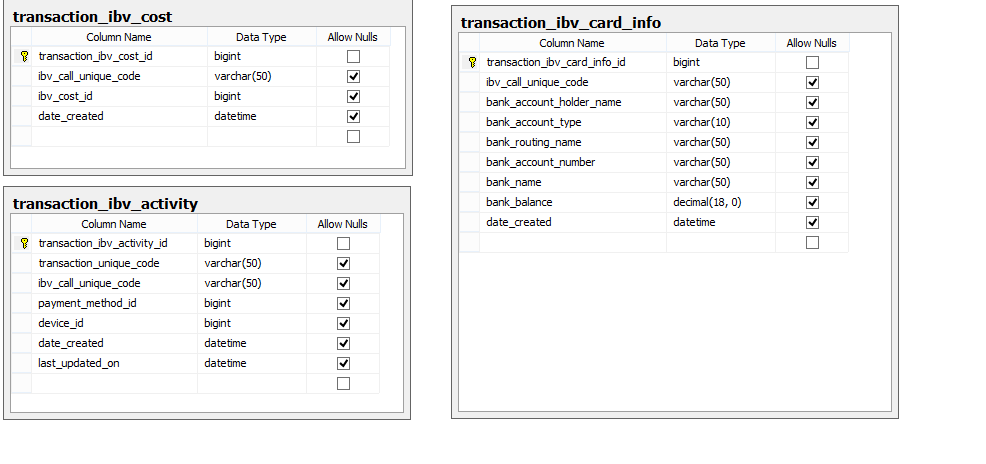 transaction_ibv_cost
Column Name Data Type Allow Nulls
transaction_ibv_cost_id bigint
ibv_call_unique_code varchar(50)
ibv_cost_id bigint
date_created datetime
transaction_ibv_activity
Column Name Data Type Allow Nulls
transaction_ibv_activity_id bigint
transaction_unique_code varchar(50)
ibv_call_unique_code varchar(50)
payment_method_id bigint
device_id bigint
date_created datetime
last_updated_on datetime
transaction_ibv_card_info
Column Name Data Type Allow Nulls
transaction_ibv_card_info_id bigint
ibv_call_unique_code varchar(50)
bank_account_holder_name varchar(50)
bank_account_type varchar(10)
bank_routing_name varchar(50)
bank_account_number varchar(50)
bank_name varchar(50)
bank_balance decimal(18, 0)
date_created datetime